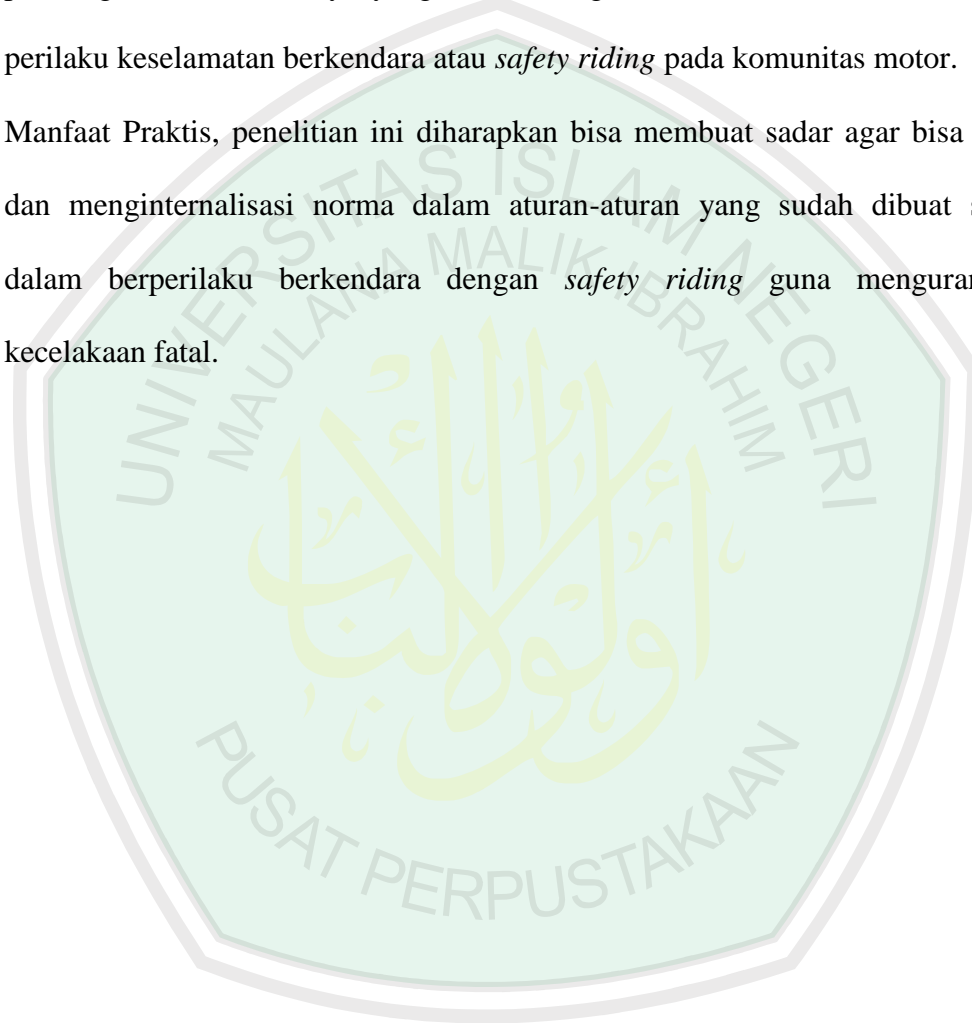 perilaku keselamatan berkendara atau safety riding pada komunitas motor.
Manfaat Praktis, penelitian ini diharapkan bisa membuat sadar agar bisa
dan menginternalisasi norma dalam aturan-aturan yang sudah dibuat
dalam berperilaku berkendara dengan safety riding guna
kecelakaan fatal.
UNIVERSITAS ISLAM NEGERI
MAULANA MALIK IBRAHIM
PUSAT PERPUSTAKAAN